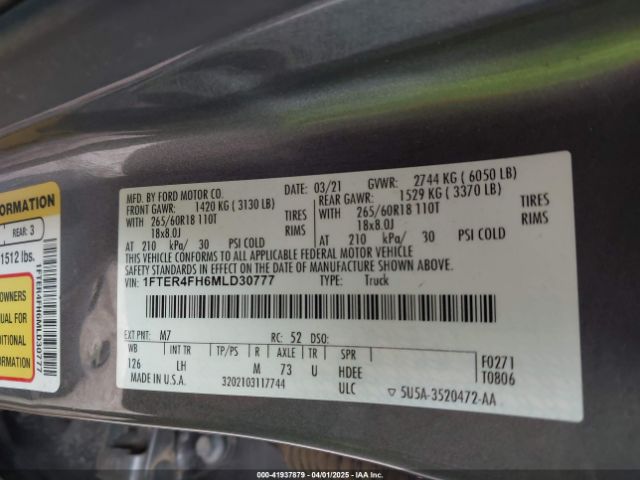 FORMATION
REAR: 3
1512 lbs.
OWNERS
UAL FOR
DITIONAL
FORMATION
1FTER4FH6MLD30777
MFD. BY FORD MOTOR CO.
DATE: 03/21 GVWR: 2744 KG ( 6050 LB)
FRONT GAWR: 1420 KG ( 3130 LB) REAR GAWR: 1529 KG ( 3370 LB)
WITH 265/60R18 110T TIRES WITH 265/60R18 110T TIRES
18x8.0J RIMS 18x8.0J RIMS
AT 210 kPa/ 30 PSI COLD AT 210 kPa/ 30 PSI COLD
THIS VEHICLE CONFORMS TO ALL APPLICABLE FEDERAL MOTOR VEHICLE
SAFETY STANDARDS IN EFFECT ON THE DATE OF MANUFACTURE SHOWN ABOVE.
VIN: 1FTER4FH6MLD30777 TYPE: Truck
EXT PNT: M7 RC: 52 DSO:
WB INT TR TP/PS R AXLE TR SPR
126 LH M 73 U HDEE
F0271
T0806
MADE IN U.S.A. 3202103117744 ULC 5U5A-3520472-AA
000-41937879 04/01/2025 IAA Inc.